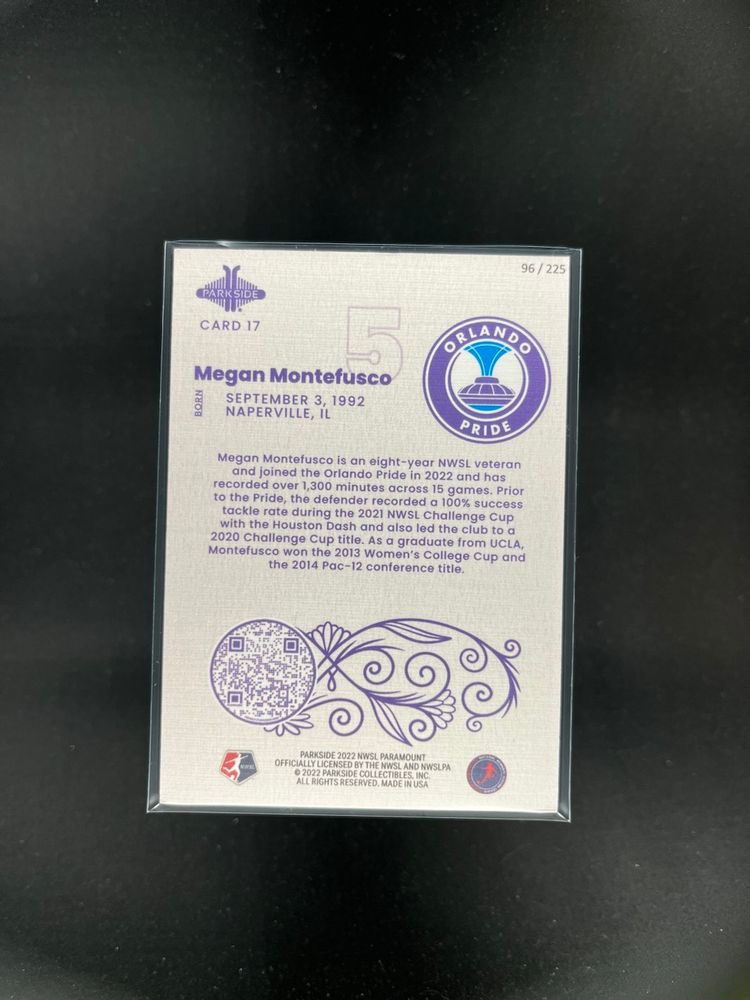 96 / 225
PARKSIDE
CARD 17
5
ORLANDO
PRIDE
Megan Montefusco
BORN
SEPTEMBER 3, 1992
NAPERVILLE, IL
Megan Montefusco is an eight-year NWSL veteran
and joined the Orlando Pride in 2022 and has
recorded over 1,300 minutes across 15 games. Prior
to the Pride, the defender recorded a 100% success
tackle rate during the 2021 NWSL Challenge Cup
with the Houston Dash and also led the club to a
2020 Challenge Cup title. As a graduate from UCLA,
Montefusco won the 2013 Women's College Cup and
the 2014 Pac-12 conference title.
NWSL
PARKSIDE 2022 NWSL PARAMOUNT
OFFICIALLY LICENSED BY THE NWSL AND NWSLPA
© 2022 PARKSIDE COLLECTIBLES, INC.
ALL RIGHTS RESERVED. MADE IN USA